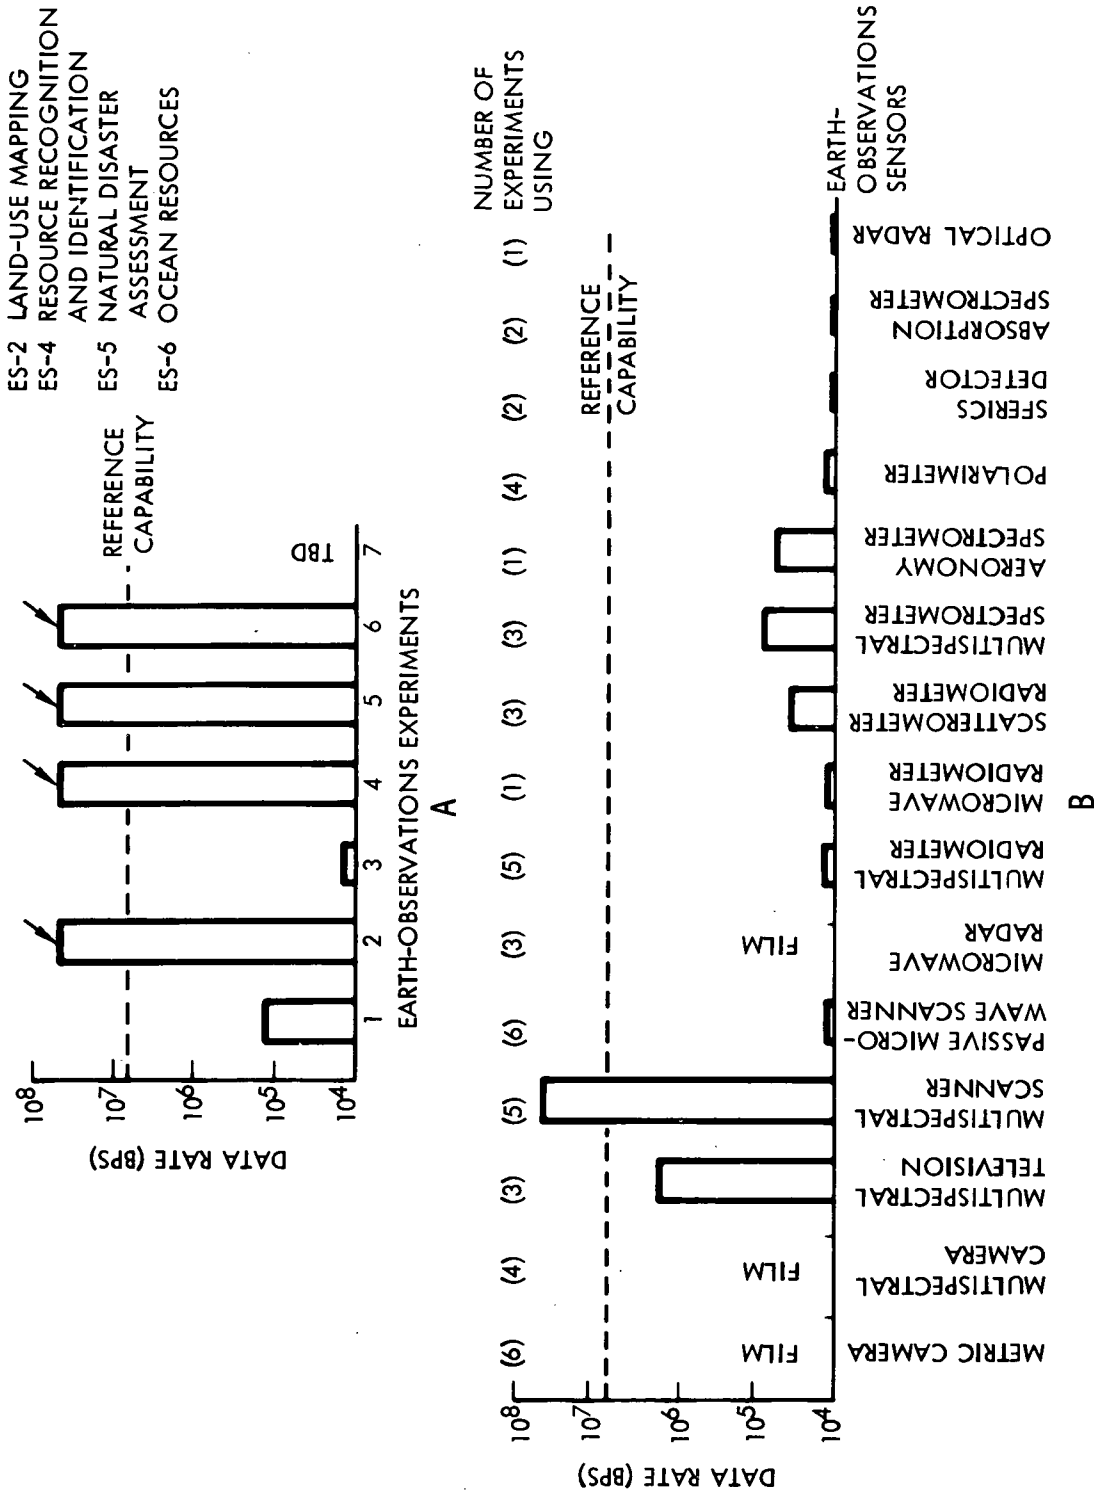 ES-2 LAND-USE MAPPING
ES-4 RESOURCE RECOGNITION
AND IDENTIFICATION
ES-5 NATURAL DISASTER
ASSESSMENT
ES-6 OCEAN RESOURCES
DATA RATE (BPS)
10⁸
10⁷
10⁶
10⁵
10⁴
REFERENCE
CAPABILITY
TBD
1 2 3 4 5 6 7
EARTH-OBSERVATIONS EXPERIMENTS
A
NUMBER OF
EXPERIMENTS
USING
(6) (4) (3) (5) (6) (3) (5) (1) (3) (3) (1) (4) (2) (2) (1)
DATA RATE (BPS)
10⁸
10⁷
10⁶
10⁵
10⁴
REFERENCE
CAPABILITY
FILM
FILM
FILM
METRIC CAMERA
MULTISPECTRAL
CAMERA
MULTISPECTRAL
TELEVISION
MULTISPECTRAL
SCANNER
PASSIVE MICRO-
WAVE SCANNER
MICROWAVE
RADAR
MULTISPECTRAL
RADIOMETER
MICROWAVE
RADIOMETER
SCATTEROMETER
RADIOMETER
MULTISPECTRAL
SPECTROMETER
AERONOMY
SPECTROMETER
POLARIMETER
SFERICS
DETECTOR
ABSORPTION
SPECTROMETER
OPTICAL RADAR
EARTH-
OBSERVATIONS
SENSORS
B